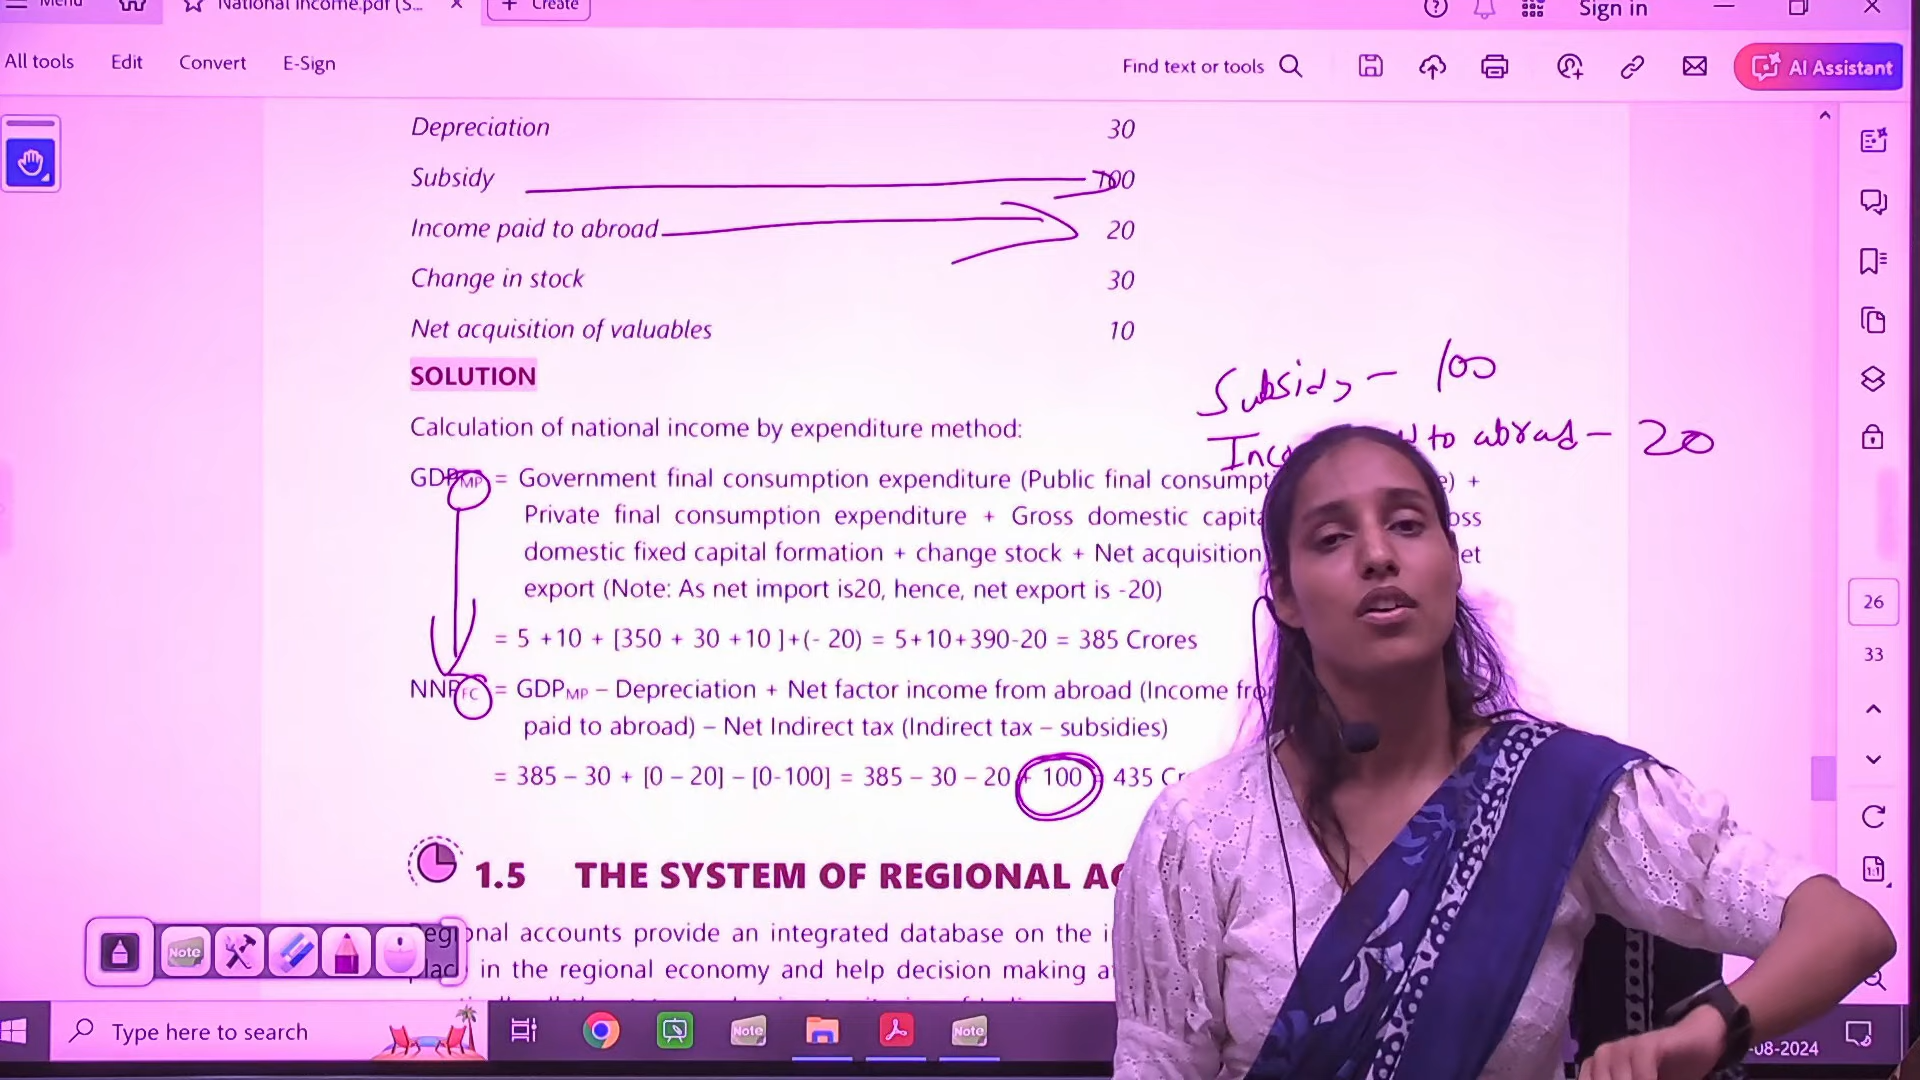 Menu National Income.pdf (S... × + Create Sign in
All tools Edit Convert E-Sign Find text or tools AI Assistant
Depreciation 30
Subsidy 100
Income paid to abroad 20
Change in stock 30
Net acquisition of valuables 10
SOLUTION
Subsidy - 100
Calculation of national income by expenditure method:
to abroad - 20
GDPMP = Government final consumption expenditure (Public final +
Private final consumption expenditure + Gross domestic
domestic fixed capital formation + change stock + Net acquisition
export (Note: As net import is20, hence, net export is -20)
= 5 +10 + [350 + 30 +10 ]+(- 20) = 5+10+390-20 = 385 Crores
NNPFC = GDPMP – Depreciation + Net factor income from abroad (Income
paid to abroad) – Net Indirect tax (Indirect tax – subsidies)
= 385 – 30 + [0 – 20] – [0-100] = 385 – 30 – 20 + 100 = 435
26
33
1.5 THE SYSTEM OF REGIONAL
Regional accounts provide an integrated database on the
in the regional economy and help decision making
Note
Type here to search Note Note
-08-2024